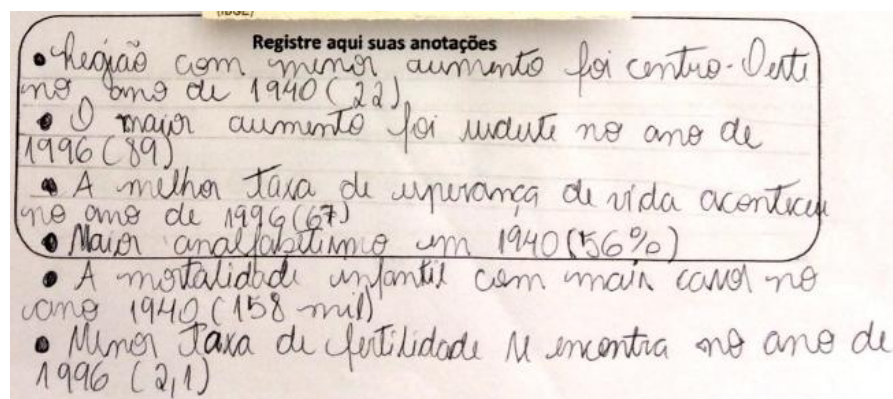 (IBGE)
Registre aqui suas anotações
• Região com menor aumento foi centro-Oeste
no ano de 1940 (22)
• O maior aumento foi sudeste no ano de
1996 (89)
• A melhor taxa de esperança de vida aconteceu
no ano de 1996 (67)
• Maior analfabetismo em 1940 (56%)
• A mortalidade infantil com mais casos no
ano 1940 (158 mil)
• Menor taxa de fertilidade se encontra no ano de
1996 (2,1)